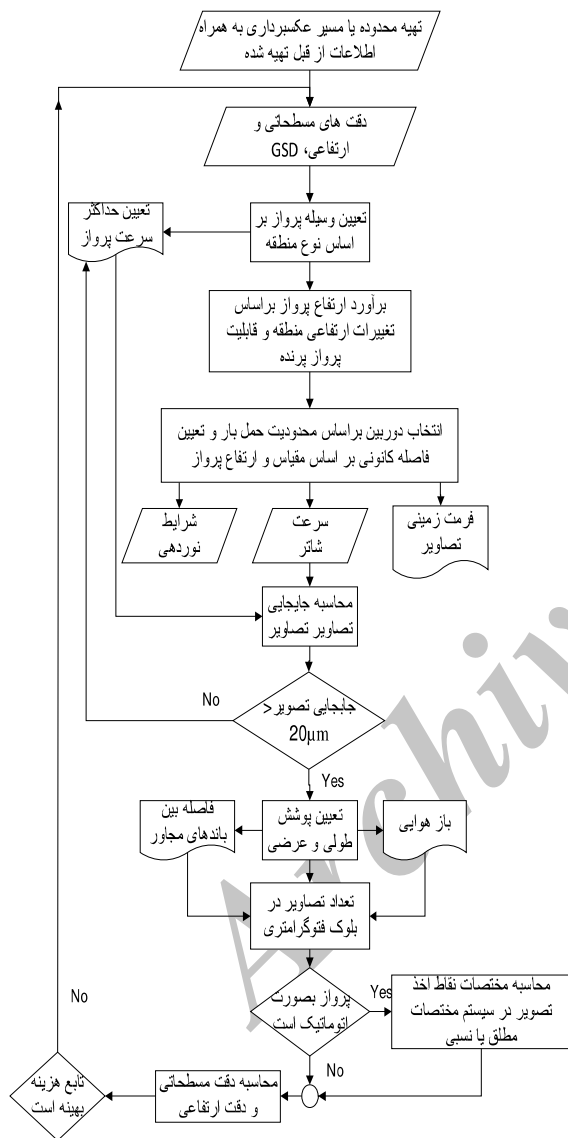 تهیه محدوده یا مسیر عکسبرداری به همراه
اطلاعات از قبل تهیه شده
دقت های مسطحاتی و
ارتفاعی، GSD
تعیین وسیله پرواز بر
اساس نوع منطقه
تعیین حداکثر
سرعت پرواز
برآورد ارتفاع پرواز براساس
تغییرات ارتفاعی منطقه و قابلیت
پرواز پرنده
انتخاب دوربین براساس محدودیت حمل بار و تعیین
فاصله کانونی بر اساس مقیاس و ارتفاع پرواز
فرمت زمینی
تصاویر
سرعت
شاتر
شرایط
نوردهی
محاسبه جایجایی
تصاویر تصاویر
جابجایی تصویر<
20µm
No
Yes
باز هوایی
تعیین پوشش
طولی و عرضی
فاصله بین
باندهای مجاور
تعداد تصاویر در
بلوک فتوگرامتری
پرواز بصورت
اتوماتیک است
Yes
محاسبه مختصات نقاط اخذ
تصویر در سیستم مختصات
مطلق یا نسبی
No
محاسبه دقت مسطحاتی
و دقت ارتفاعی
تابع هزینه
بهینه است
No
Archiv